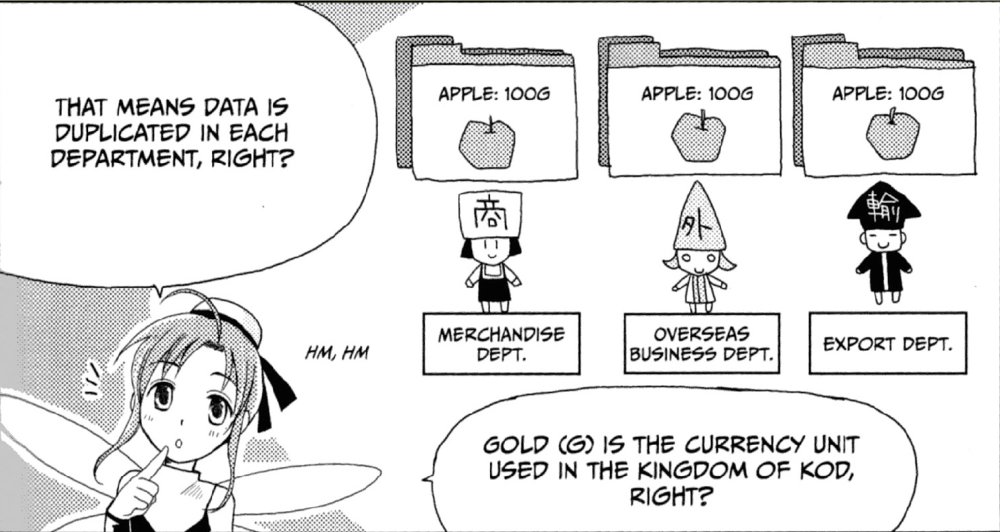 THAT MEANS DATA IS
DUPLICATED IN EACH
DEPARTMENT, RIGHT?
APPLE: 100G
APPLE: 100G
APPLE: 100G
商
外
輸
HM, HM
MERCHANDISE
DEPT.
OVERSEAS
BUSINESS DEPT.
EXPORT DEPT.
GOLD (G) IS THE CURRENCY UNIT
USED IN THE KINGDOM OF KOD,
RIGHT?